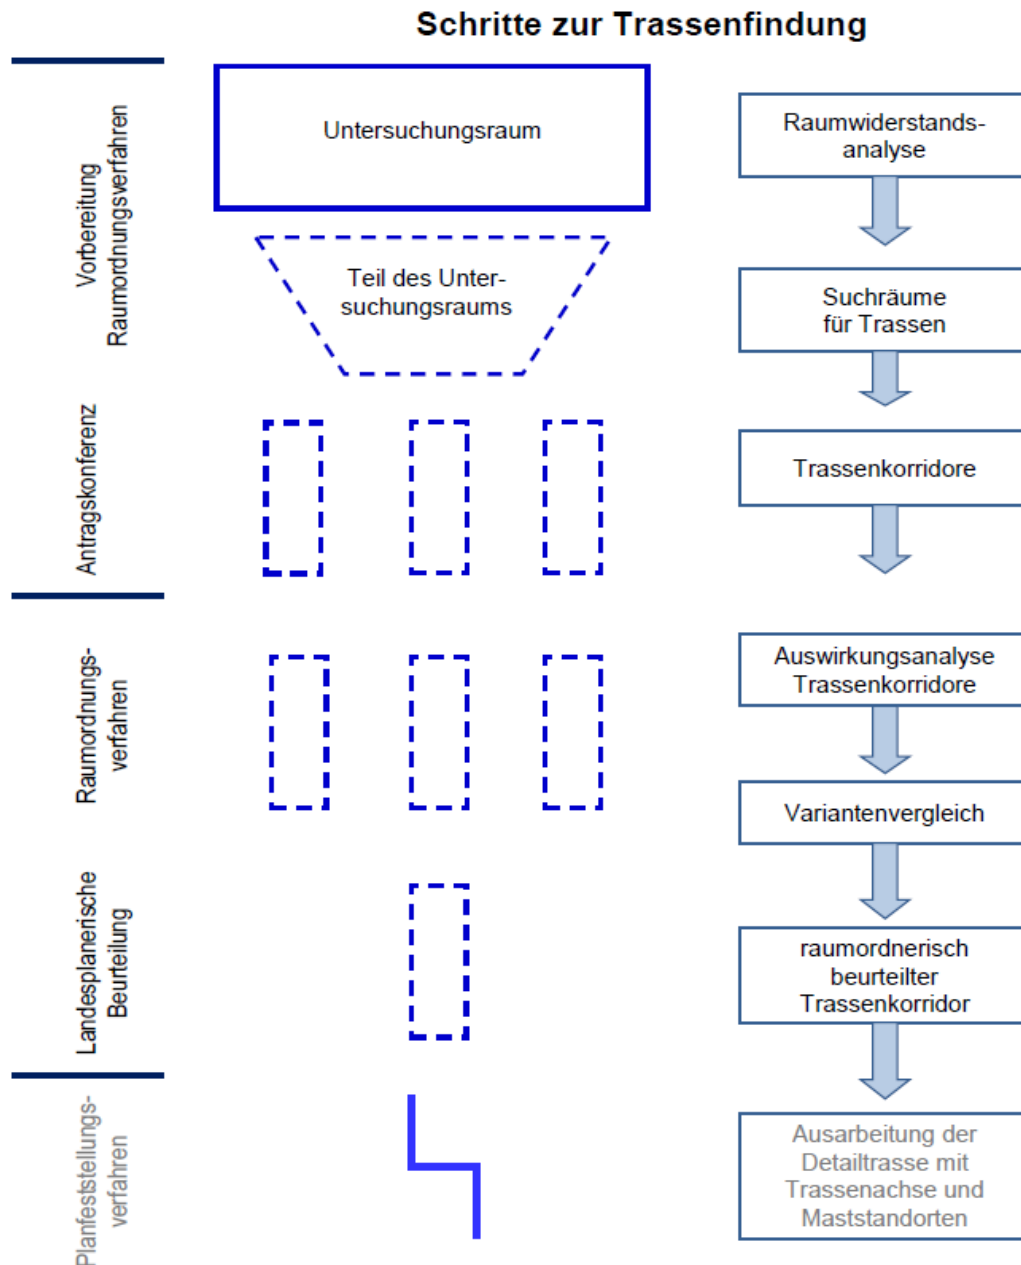 Schritte zur Trassenfindung
Vorbereitung
Raumordnungsverfahren
Untersuchungsraum
Raumwiderstands-
analyse
Teil des Unter-
suchungsraums
Suchräume
für Trassen
Antragskonferenz
Trassenkorridore
Raumordnungs-
verfahren
Auswirkungsanalyse
Trassenkorridore
Variantenvergleich
Landesplanerische
Beurteilung
raumordnerisch
beurteilter
Trassenkorridor
Planfeststellungs-
verfahren
Ausarbeitung der
Detailtrasse mit
Trassenachse und
Maststandorten